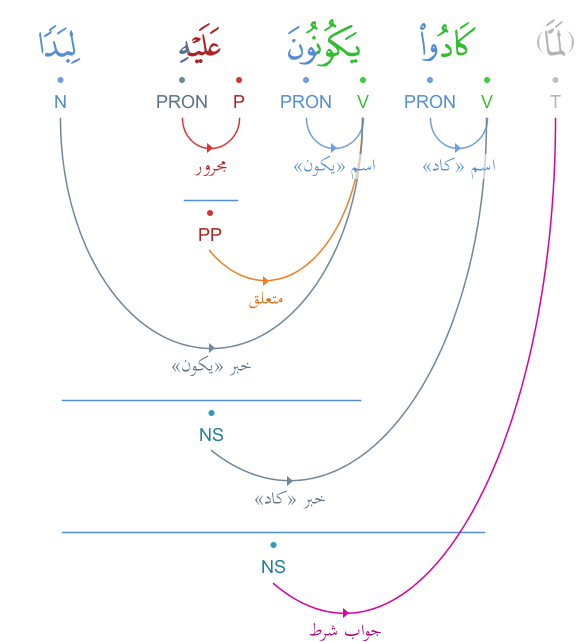 (لَمَّا) كَادُوا۟ يَكُونُونَ عَلَيْهِ لِبَدًا
T V PRON V PRON P PRON N
اسم «كاد» اسم «يكون» مجرور
PP
متعلق
خبر «يكون»
NS
خبر «كاد»
NS
جواب شرط